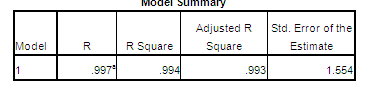 Model Summary
Model R R Square Adjusted R Square Std. Error of the Estimate
1 .997ª .994 .993 1.554